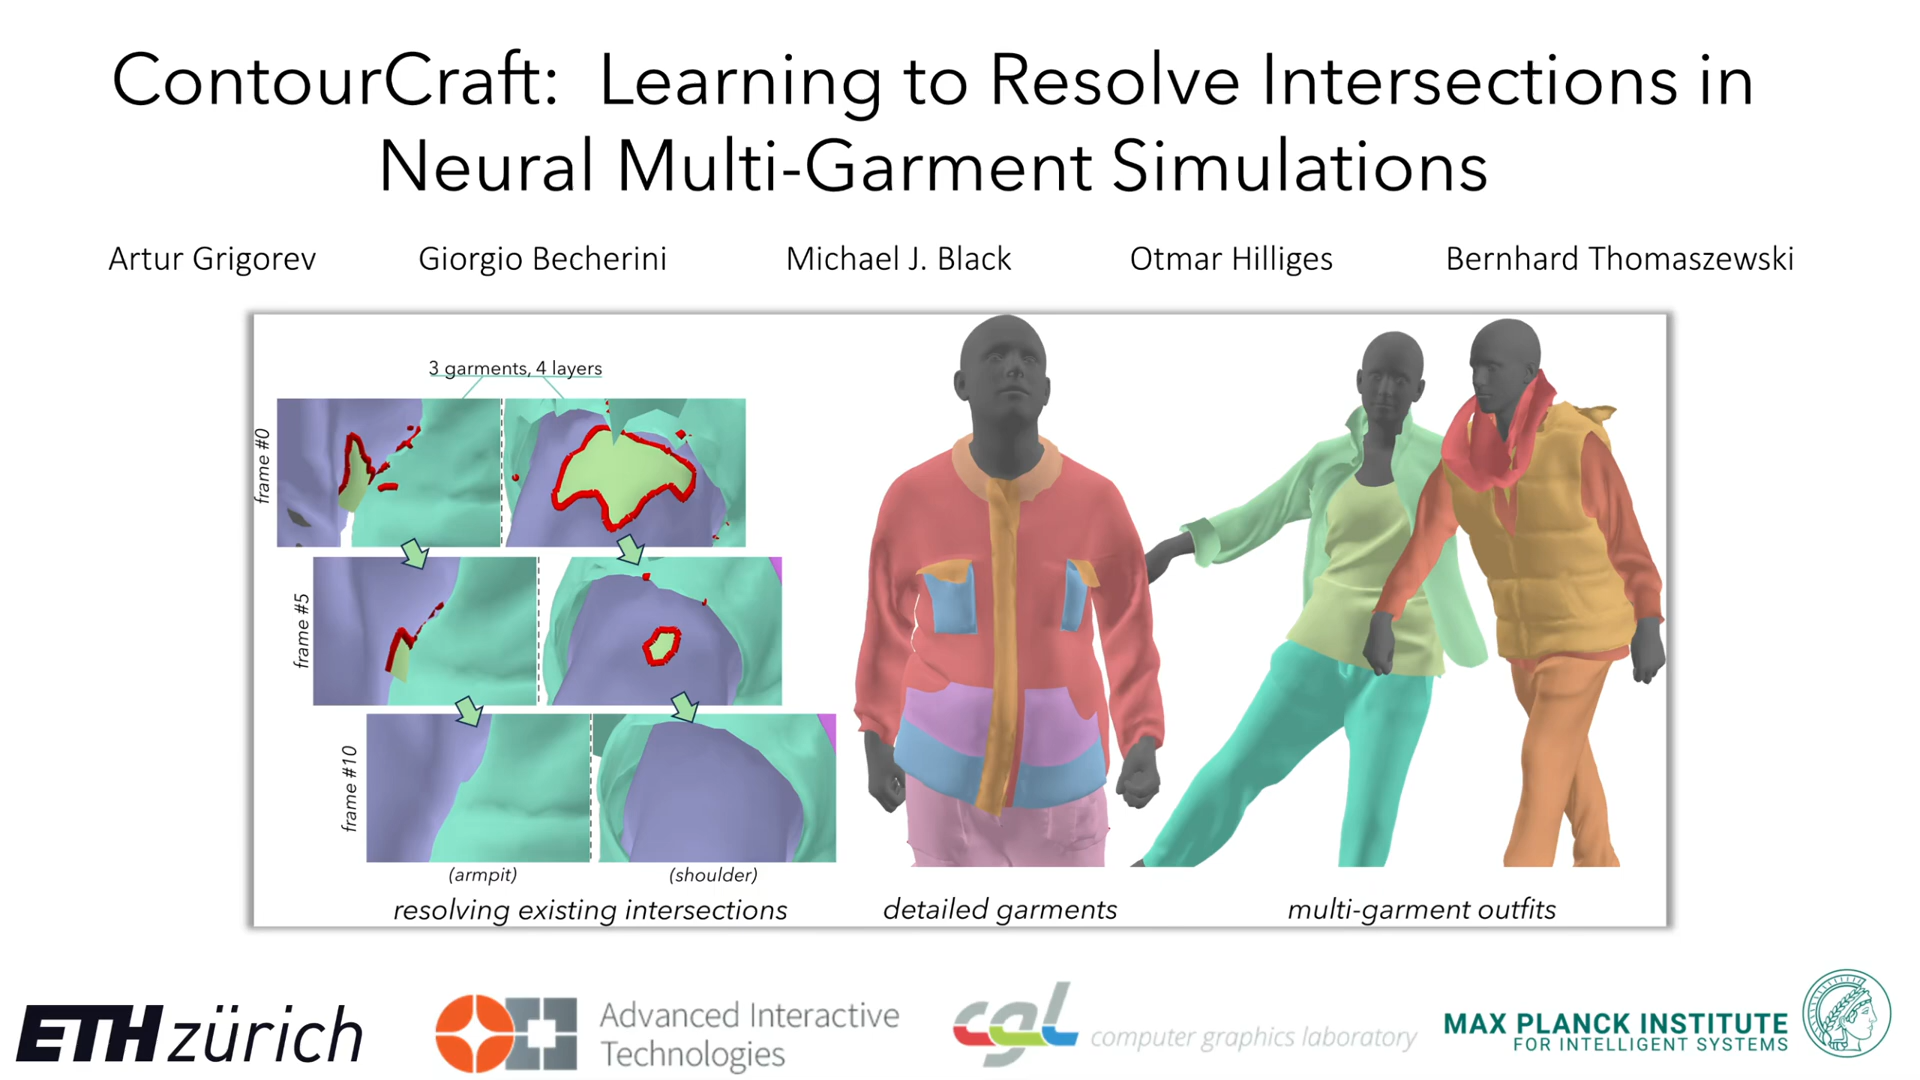 ContourCraft: Learning to Resolve Intersections in
Neural Multi-Garment Simulations
Artur Grigorev Giorgio Becherini Michael J. Black Otmar Hilliges Bernhard Thomaszewski
3 garments, 4 layers
frame #0
frame #5
frame #10
(armpit) (shoulder)
resolving existing intersections detailed garments multi-garment outfits
ETH zürich
Advanced Interactive
Technologies
cgl computer graphics laboratory
MAX PLANCK INSTITUTE
FOR INTELLIGENT SYSTEMS